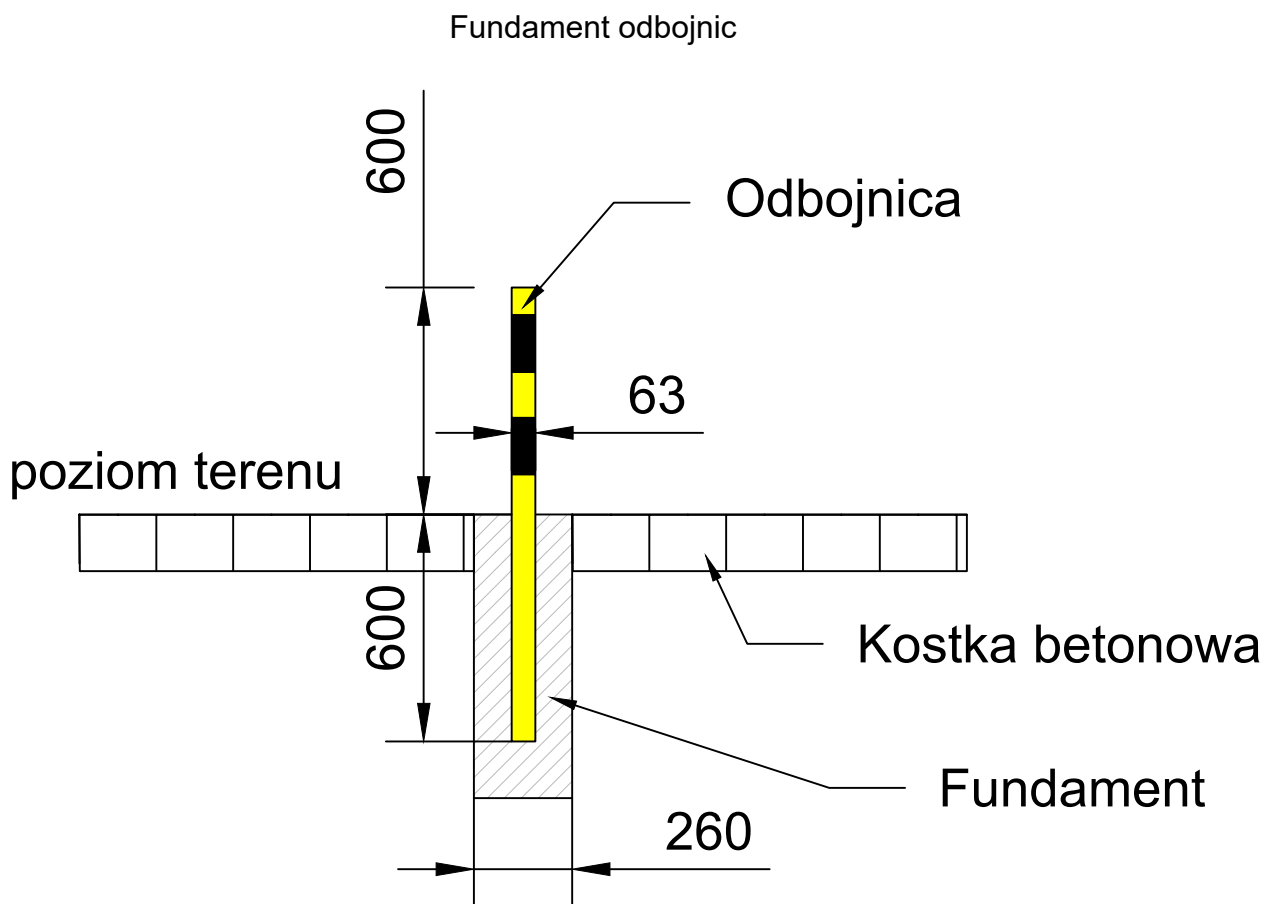 Fundament odbojnic
600
Odbojnica
63
poziom terenu
600
Kostka betonowa
Fundament
260